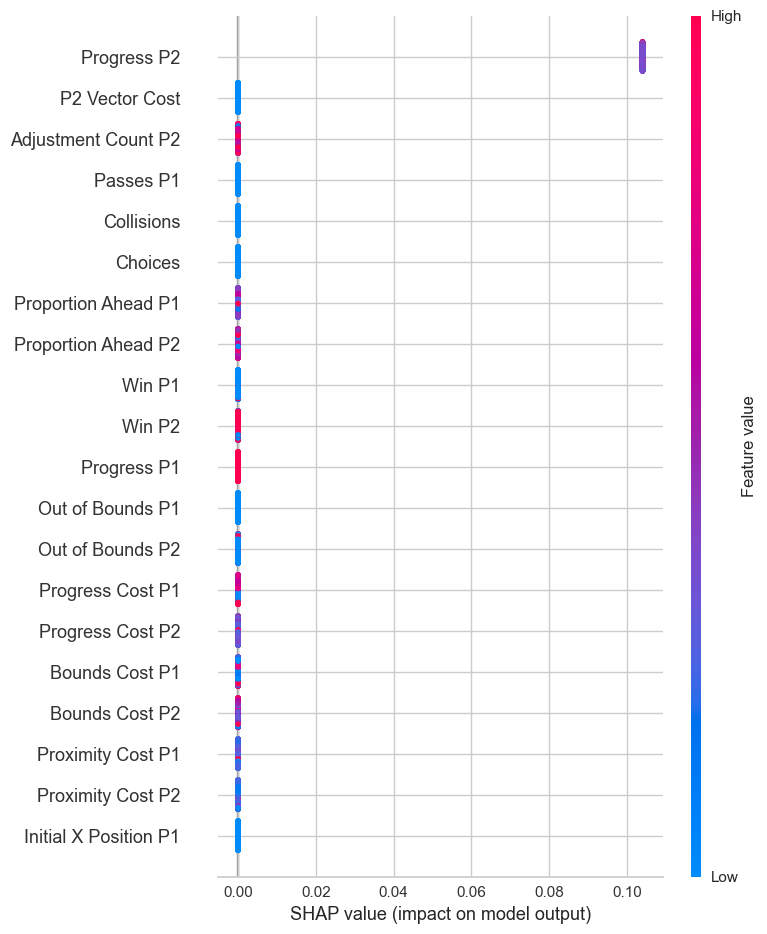 High
Progress P2
P2 Vector Cost
Adjustment Count P2
Passes P1
Collisions
Choices
Proportion Ahead P1
Proportion Ahead P2
Win P1
Win P2
Progress P1
Out of Bounds P1
Out of Bounds P2
Progress Cost P1
Progress Cost P2
Bounds Cost P1
Bounds Cost P2
Proximity Cost P1
Proximity Cost P2
Initial X Position P1
Feature value
Low
0.00 0.02 0.04 0.06 0.08 0.10
SHAP value (impact on model output)